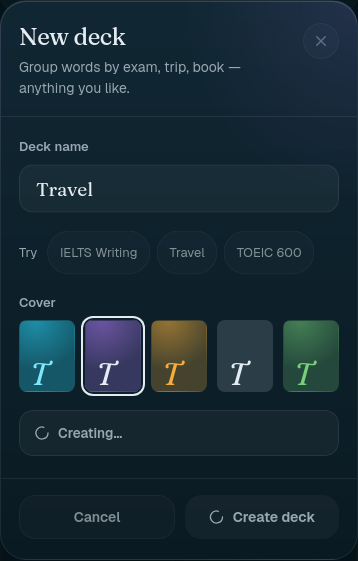 New deck
Group words by exam, trip, book —
anything you like.
Deck name
Travel
Try IELTS Writing Travel TOEIC 600
Cover
T T T T T
Creating...
Cancel Create deck